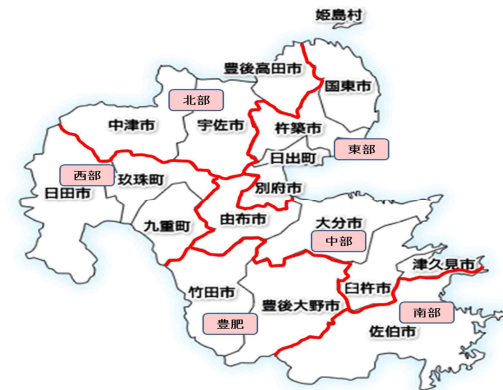 姫島村
豊後高田市
国東市
北部
中津市
宇佐市
杵築市
東部
日出町
西部
玖珠町
日田市
別府市
九重町
由布市
大分市
中部
津久見市
竹田市
豊後大野市
臼杵市
豊肥
南部
佐伯市